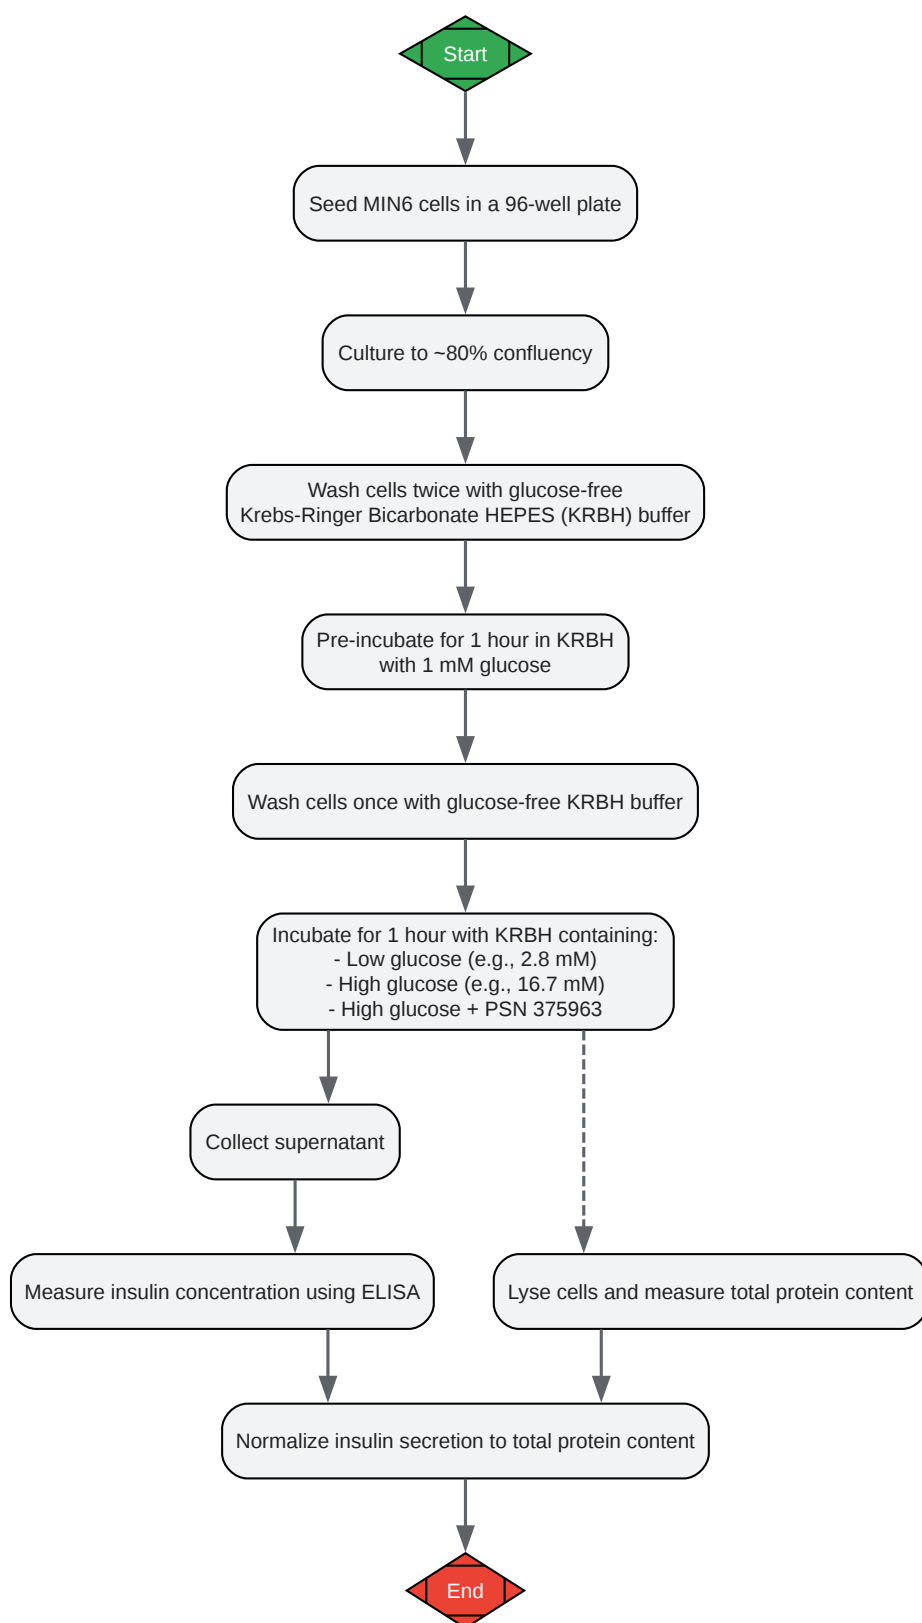 Start
Seed MIN6 cells in a 96-well plate
Culture to ~80% confluency
Wash cells twice with glucose-free
Krebs-Ringer Bicarbonate HEPES (KRBH) buffer
Pre-incubate for 1 hour in KRBH
with 1 mM glucose
Wash cells once with glucose-free KRBH buffer
Incubate for 1 hour with KRBH containing:
- Low glucose (e.g., 2.8 mM)
- High glucose (e.g., 16.7 mM)
- High glucose + PSN 375963
Collect supernatant
Measure insulin concentration using ELISA
Lyse cells and measure total protein content
Normalize insulin secretion to total protein content
End